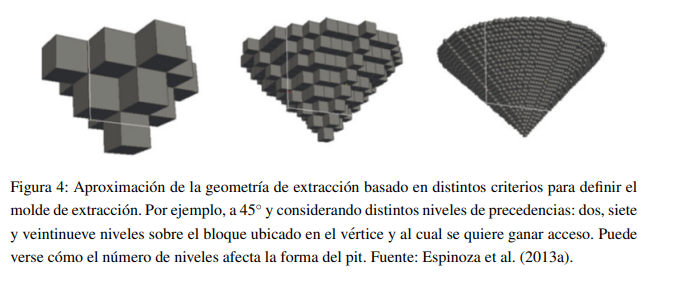 Figura 4: Aproximación de la geometría de extracción basado en distintos criterios para definir el
molde de extracción. Por ejemplo, a 45° y considerando distintos niveles de precedencias: dos, siete
y veintinueve niveles sobre el bloque ubicado en el vértice y al cual se quiere ganar acceso. Puede
verse cómo el número de niveles afecta la forma del pit. Fuente: Espinoza et al. (2013a).